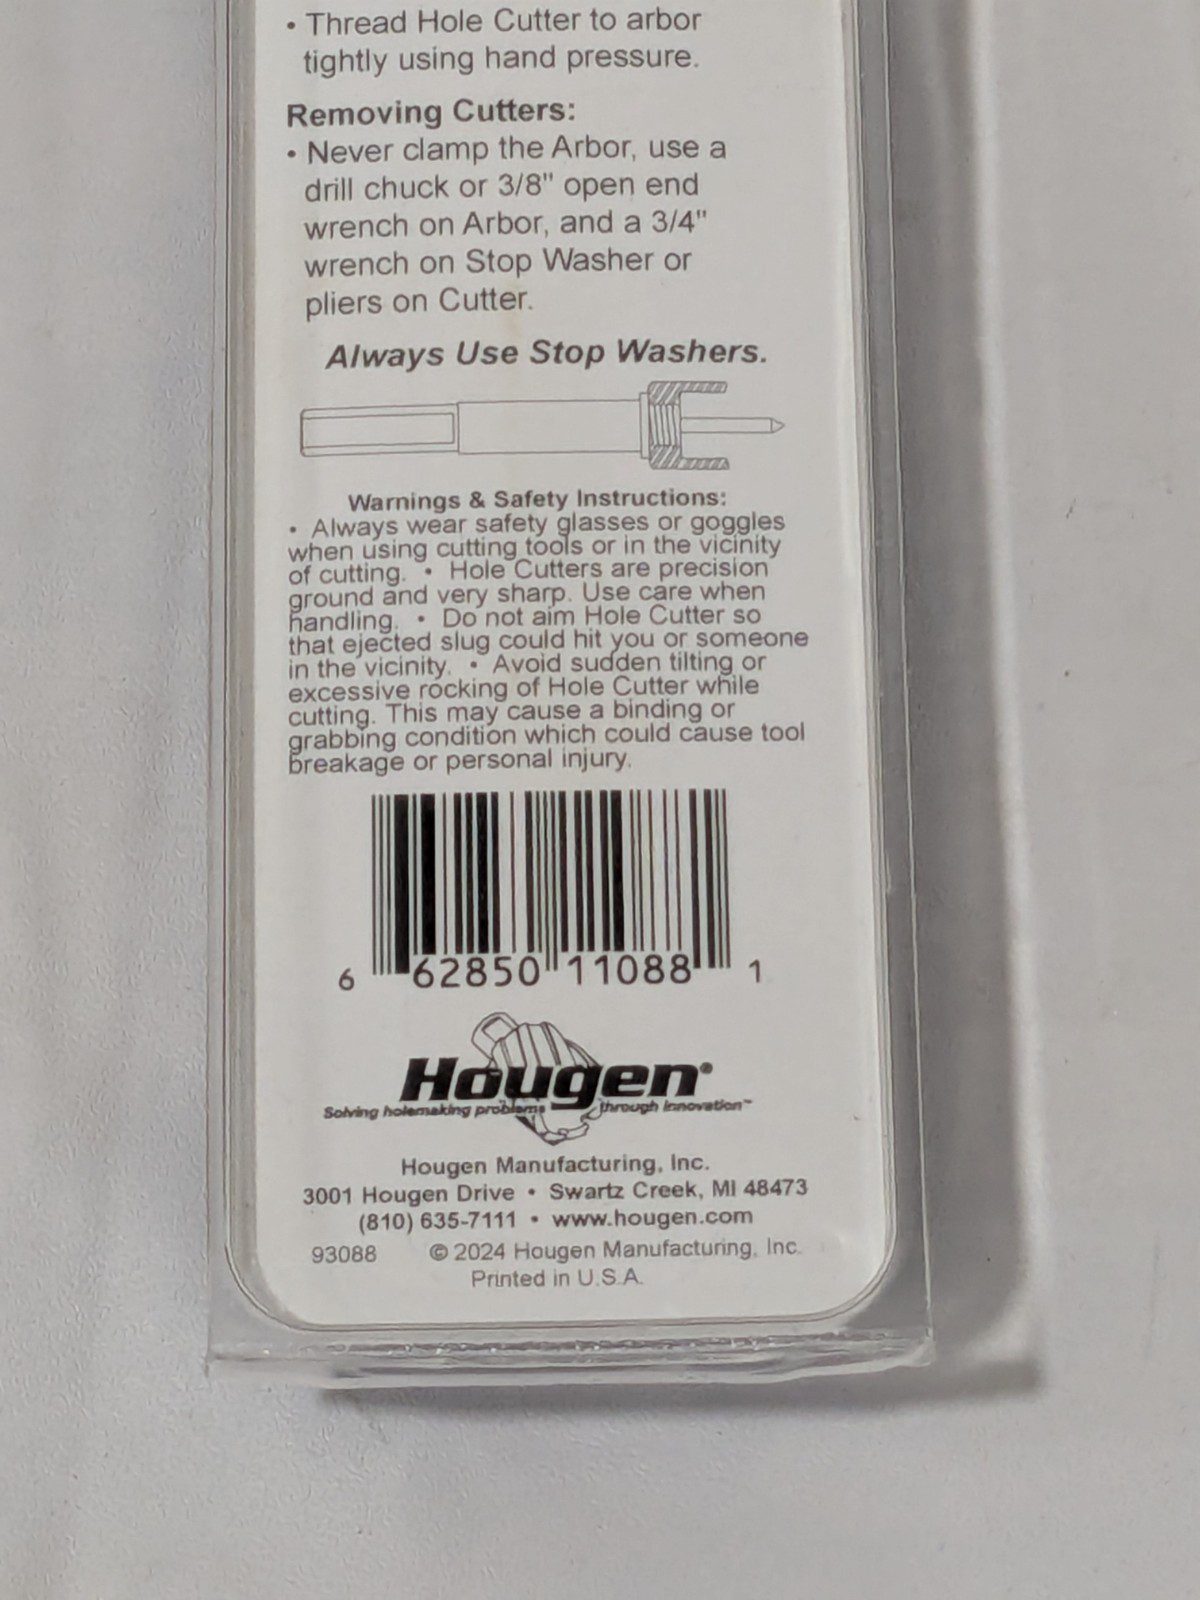 • Thread Hole Cutter to arbor
tightly using hand pressure.
Removing Cutters:
• Never clamp the Arbor, use a
drill chuck or 3/8" open end
wrench on Arbor, and a 3/4"
wrench on Stop Washer or
pliers on Cutter.
Always Use Stop Washers.
Warnings & Safety Instructions:
• Always wear safety glasses or goggles
when using cutting tools or in the vicinity
of cutting. • Hole Cutters are precision
ground and very sharp. Use care when
handling. • Do not aim Hole Cutter so
that ejected slug could hit you or someone
in the vicinity. • Avoid sudden tilting or
excessive rocking of Hole Cutter while
cutting. This may cause a binding or
grabbing condition which could cause tool
breakage or personal injury.
6 62850 11088 1
Hougen®
Solving holemaking problems through innovation™
Hougen Manufacturing, Inc.
3001 Hougen Drive • Swartz Creek, MI 48473
(810) 635-7111 • www.hougen.com
93088 © 2024 Hougen Manufacturing, Inc.
Printed in U.S.A.